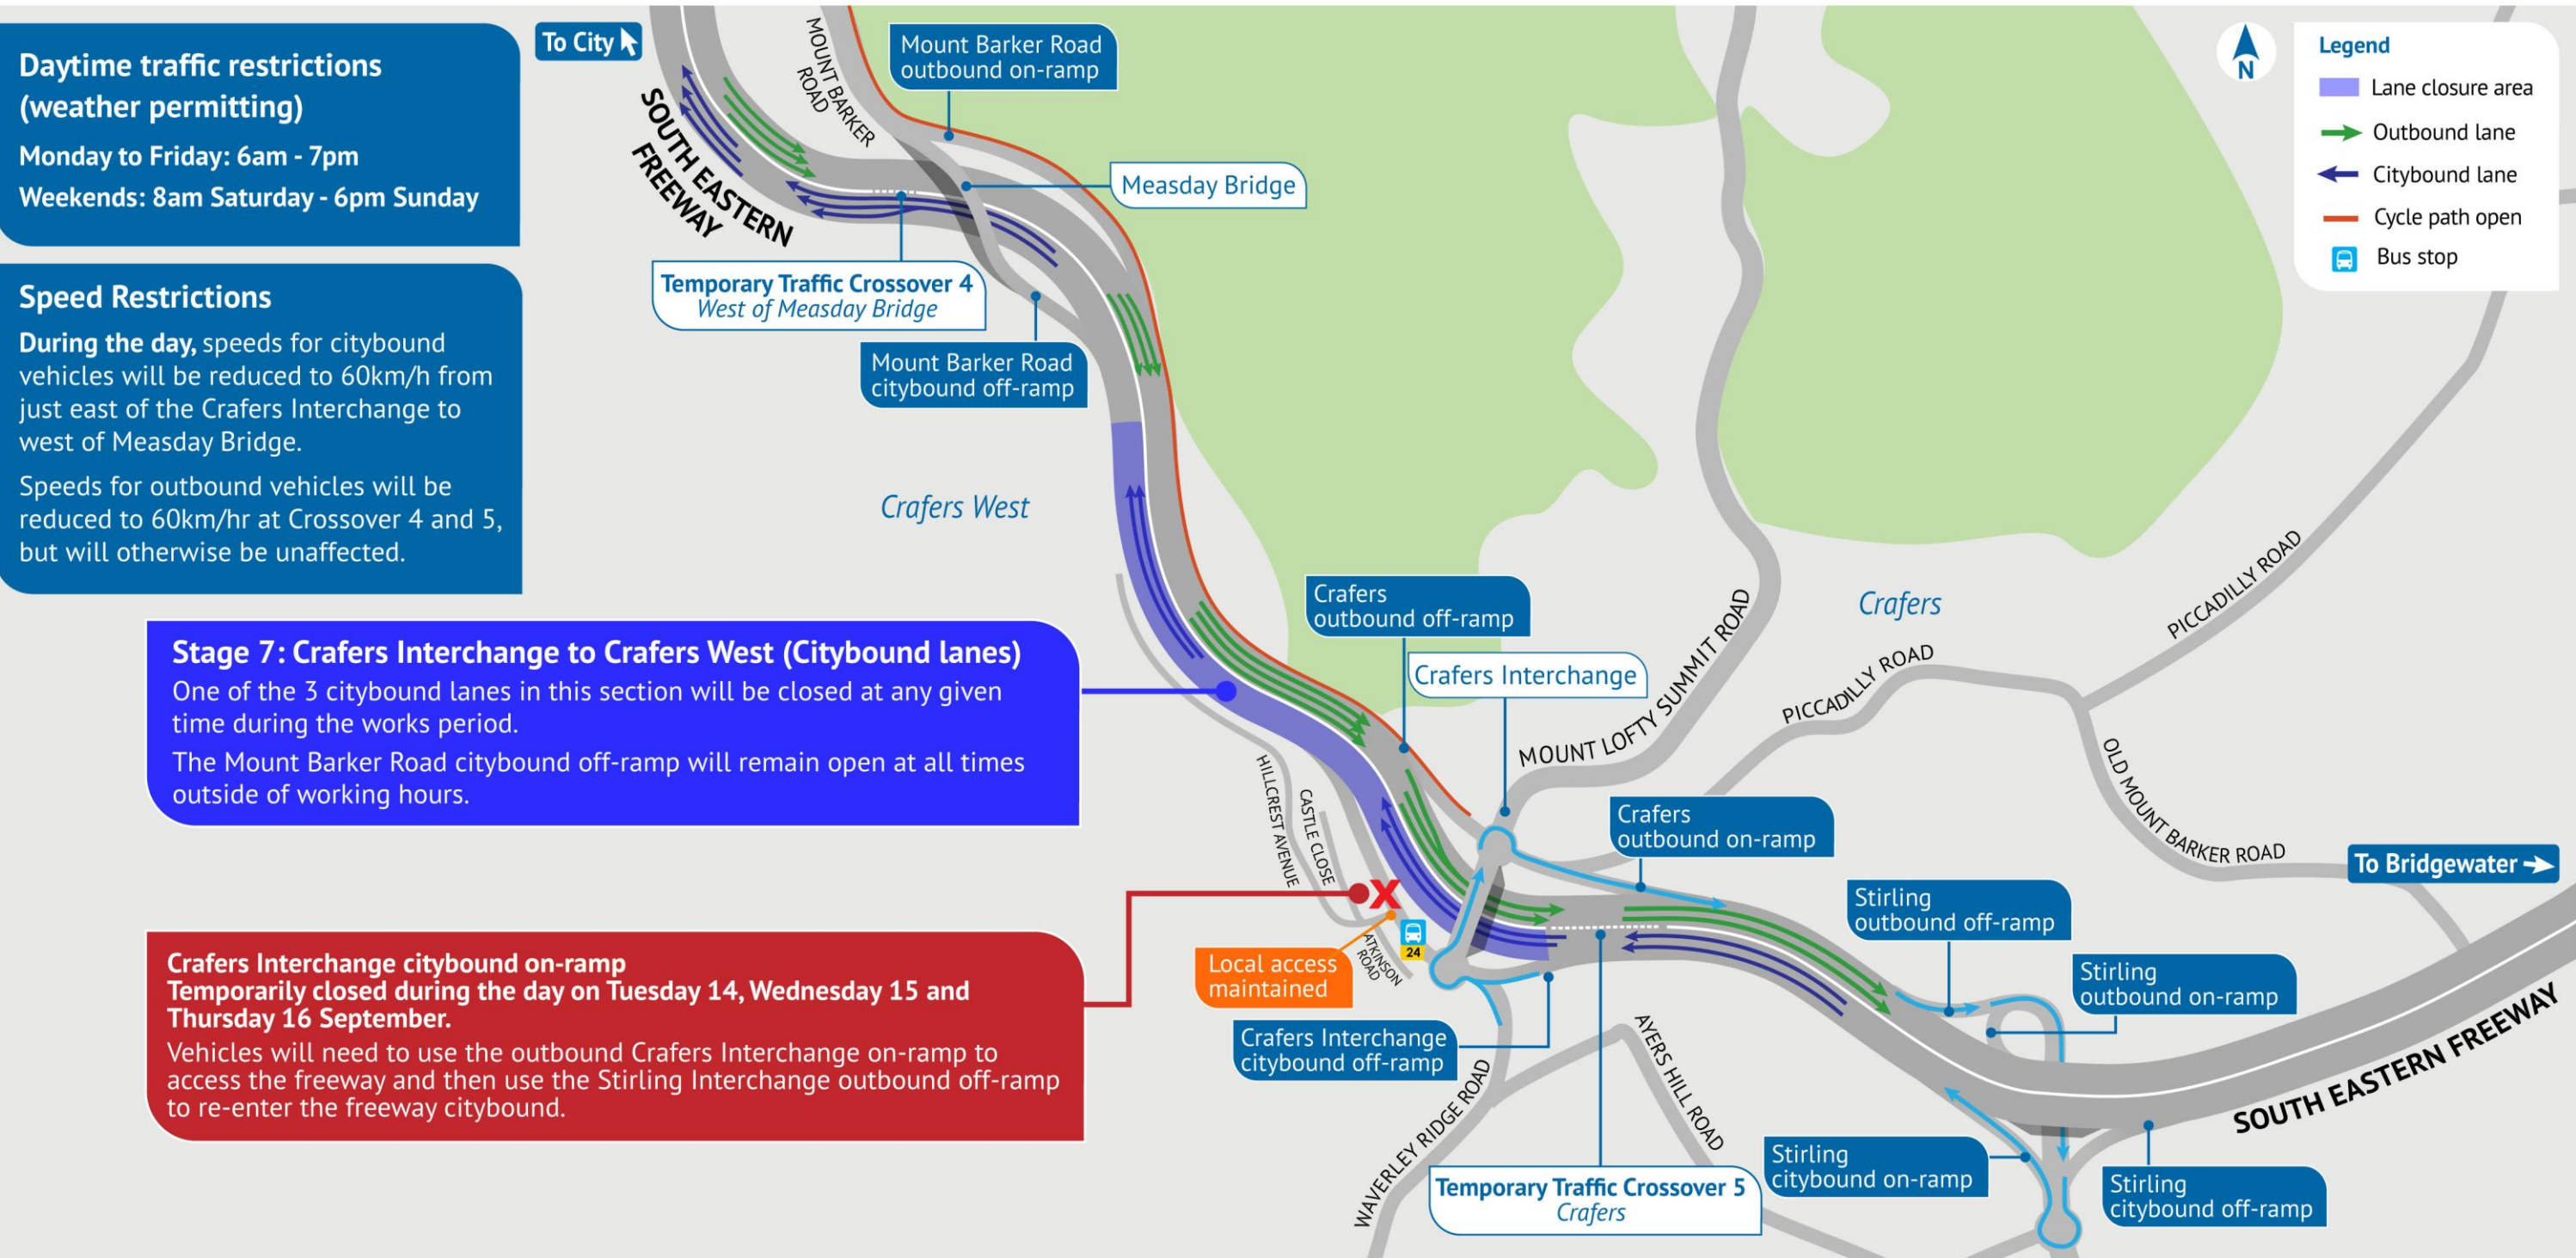 Daytime traffic restrictions
(weather permitting)
Monday to Friday: 6am - 7pm
Weekends: 8am Saturday - 6pm Sunday
Speed Restrictions
During the day, speeds for citybound
vehicles will be reduced to 60km/h from
just east of the Crafers Interchange to
west of Measday Bridge.
Speeds for outbound vehicles will be
reduced to 60km/hr at Crossover 4 and 5,
but will otherwise be unaffected.
Stage 7: Crafers Interchange to Crafers West (Citybound lanes)
One of the 3 citybound lanes in this section will be closed at any given
time during the works period.
The Mount Barker Road citybound off-ramp will remain open at all times
outside of working hours.
Crafers Interchange citybound on-ramp
Temporarily closed during the day on Tuesday 14, Wednesday 15 and
Thursday 16 September.
Vehicles will need to use the outbound Crafers Interchange on-ramp to
access the freeway and then use the Stirling Interchange outbound off-ramp
to re-enter the freeway citybound.
To City
MOUNT BARKER
ROAD
Mount Barker Road
outbound on-ramp
SOUTH EASTERN
FREEWAY
Measday Bridge
Temporary Traffic Crossover 4
West of Measday Bridge
Mount Barker Road
citybound off-ramp
Crafers West
N
Legend
Lane closure area
Outbound lane
Citybound lane
Cycle path open
Bus stop
Crafers
outbound off-ramp
Crafers Interchange
MOUNT LOFTY SUMMIT ROAD
Crafers
PICCADILLY ROAD
PICCADILLY ROAD
OLD MOUNT BARKER ROAD
To Bridgewater
HILLCREST AVENUE
CASTLE CLOSE
X
24
ATKINSON
ROAD
Local access
maintained
Crafers
outbound on-ramp
Stirling
outbound off-ramp
Stirling
outbound on-ramp
Crafers Interchange
citybound off-ramp
AYERS HILL ROAD
WAVERLEY RIDGE ROAD
Temporary Traffic Crossover 5
Crafers
Stirling
citybound on-ramp
Stirling
citybound off-ramp
SOUTH EASTERN FREEWAY